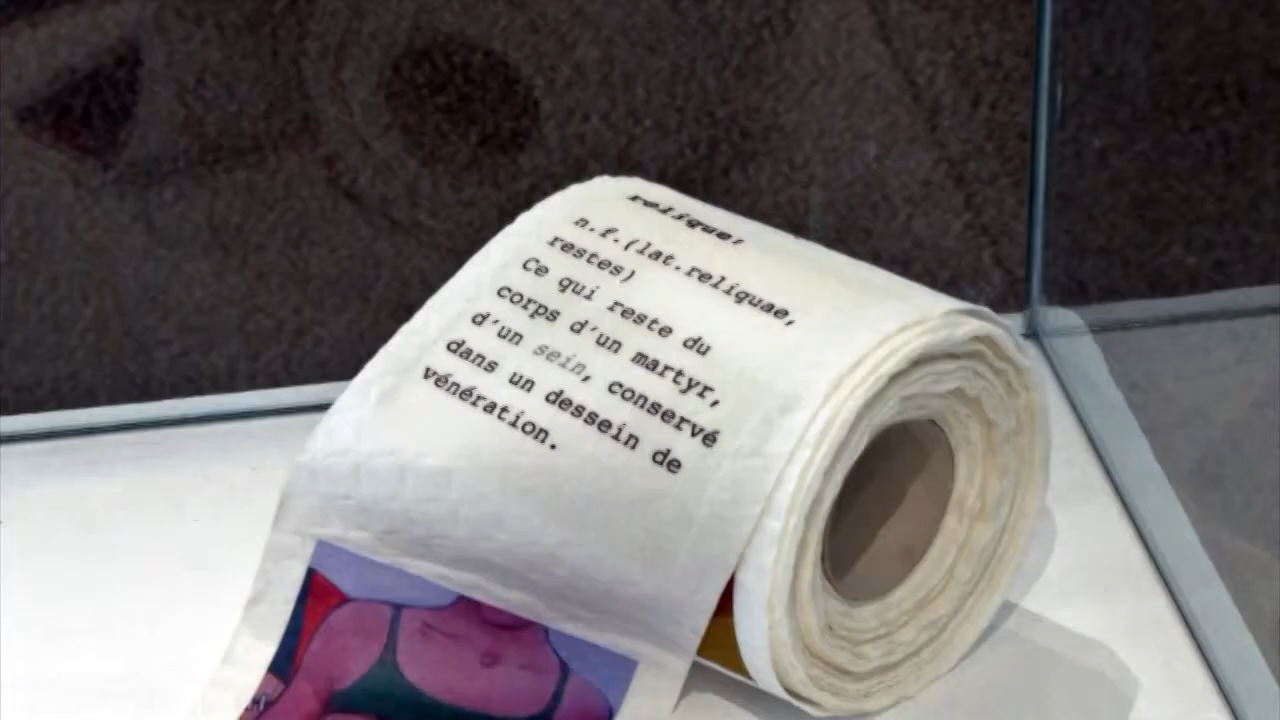 relique,
n.f.(lat.reliquae,
restes)
Ce qui reste du
corps d'un martyr,
d'un sein, conservé
dans un dessein de
vénération.